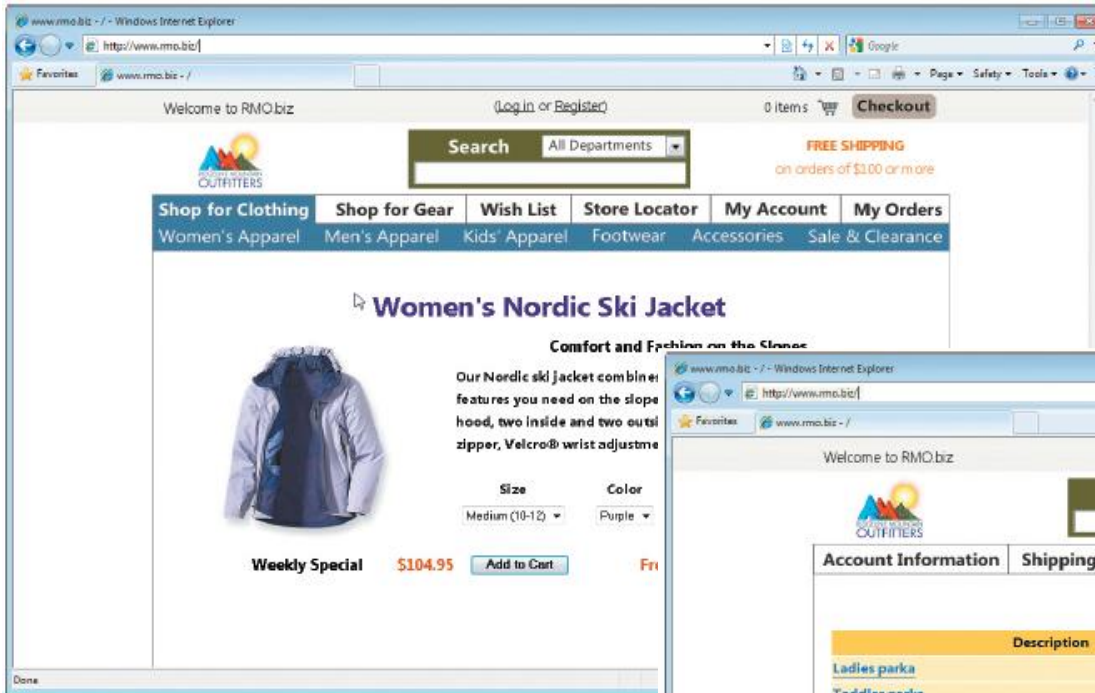 www.rmo.biz - / - Windows Internet Explorer
http://www.rmo.biz/
Google
Favorites www.rmo.biz - /
Page Safety Tools
Welcome to RMO.biz (Log in or Register) 0 items Checkout
Search All Departments
FREE SHIPPING
on orders of $100 or more
OUTFITTERS
Shop for Clothing Shop for Gear Wish List Store Locator My Account My Orders
Women's Apparel Men's Apparel Kids' Apparel Footwear Accessories Sale & Clearance
Women's Nordic Ski Jacket
Comfort and Fashion on the Slopes
Our Nordic ski jacket combine
features you need on the slope
hood, two inside and two outsi
zipper, Velcro® wrist adjustme
Size Color
Medium (10-12) Purple
Weekly Special $104.95 Add to Cart Fre
Done
www.rmo.biz - / - Windows Internet Explorer
http://www.rmo.biz/
Favorites www.rmo.biz - /
Welcome to RMO.biz
OUTFITTERS
Account Information Shipping
Description
Ladies parka
Toddler parka